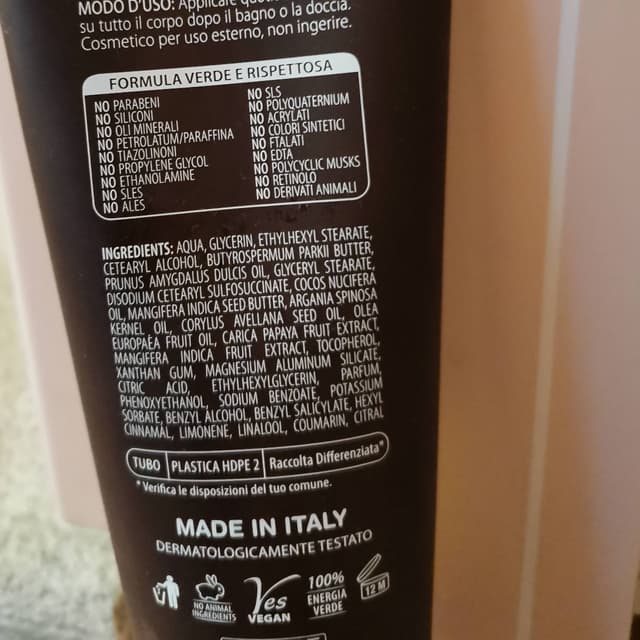 MODO D'USO: Applicare
su tutto il corpo dopo il bagno o la doccia.
Cosmetico per uso esterno, non ingerire.
FORMULA VERDE E RISPETTOSA
NO PARABENI
NO SILICONI
NO OLI MINERALI
NO PETROLATUM/PARAFFINA
NO TIAZOLINONI
NO PROPYLENE GLYCOL
NO ETHANOLAMINE
NO SLES
NO ALES
NO SLS
NO POLYQUATERNIUM
NO ACRYLATI
NO COLORI SINTETICI
NO FTALATI
NO EDTA
NO POLYCYCLIC MUSKS
NO RETINOLO
NO DERIVATI ANIMALI
INGREDIENTS: AQUA, GLYCERIN, ETHYLHEXYL STEARATE,
CETEARYL ALCOHOL, BUTYROSPERMUM PARKII BUTTER,
PRUNUS AMYGDALUS DULCIS OIL, GLYCERYL STEARATE,
DISODIUM CETEARYL SULFOSUCCINATE, COCOS NUCIFERA
OIL, MANGIFERA INDICA SEED BUTTER, ARGANIA SPINOSA
KERNEL OIL, CORYLUS AVELLANA SEED OIL, OLEA
EUROPAEA FRUIT OIL, CARICA PAPAYA FRUIT EXTRACT,
MANGIFERA INDICA FRUIT EXTRACT, TOCOPHEROL,
XANTHAN GUM, MAGNESIUM ALUMINUM SILICATE,
CITRIC ACID, ETHYLHEXYLGLYCERIN, PARFUM,
PHENOXYETHANOL, SODIUM BENZOATE, POTASSIUM
SORBATE, BENZYL ALCOHOL, BENZYL SALICYLATE, HEXYL
CINNAMAL, LIMONENE, LINALOOL, COUMARIN, CITRAL
TUBO PLASTICA HDPE 2 Raccolta Differenziata*
*Verifica le disposizioni del tuo comune.
MADE IN ITALY
DERMATOLOGICAMENTE TESTATO
NO ANIMAL
INGREDIENTS
Yes
VEGAN
100%
ENERGIA
VERDE
12 M